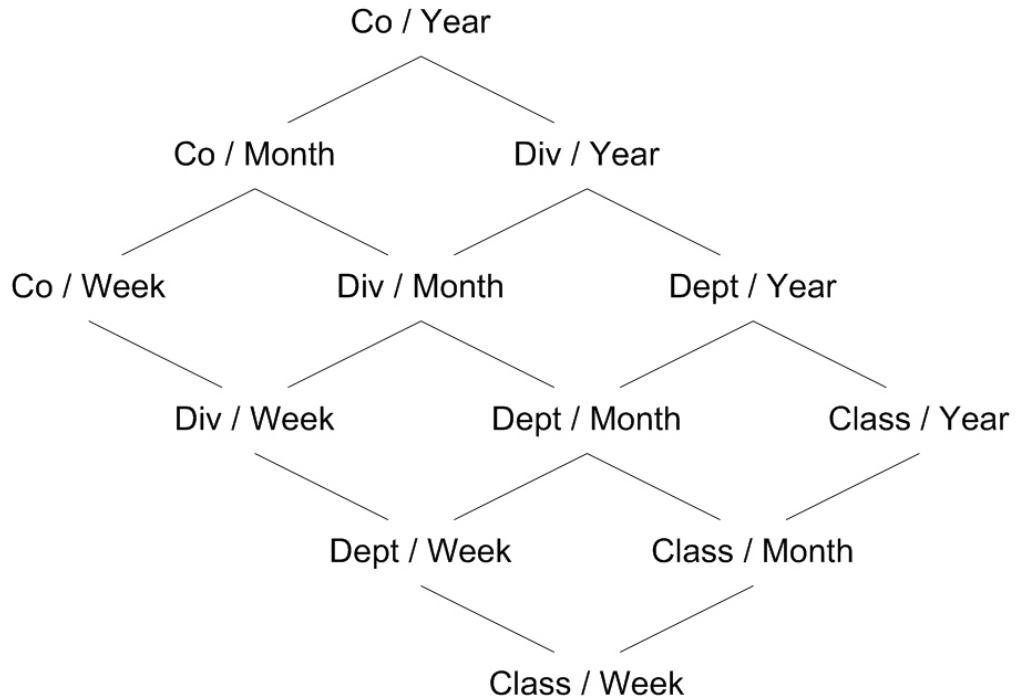 Co / Year
Co / Month
Div / Year
Co / Week
Div / Month
Dept / Year
Div / Week
Dept / Month
Class / Year
Dept / Week
Class / Month
Class / Week